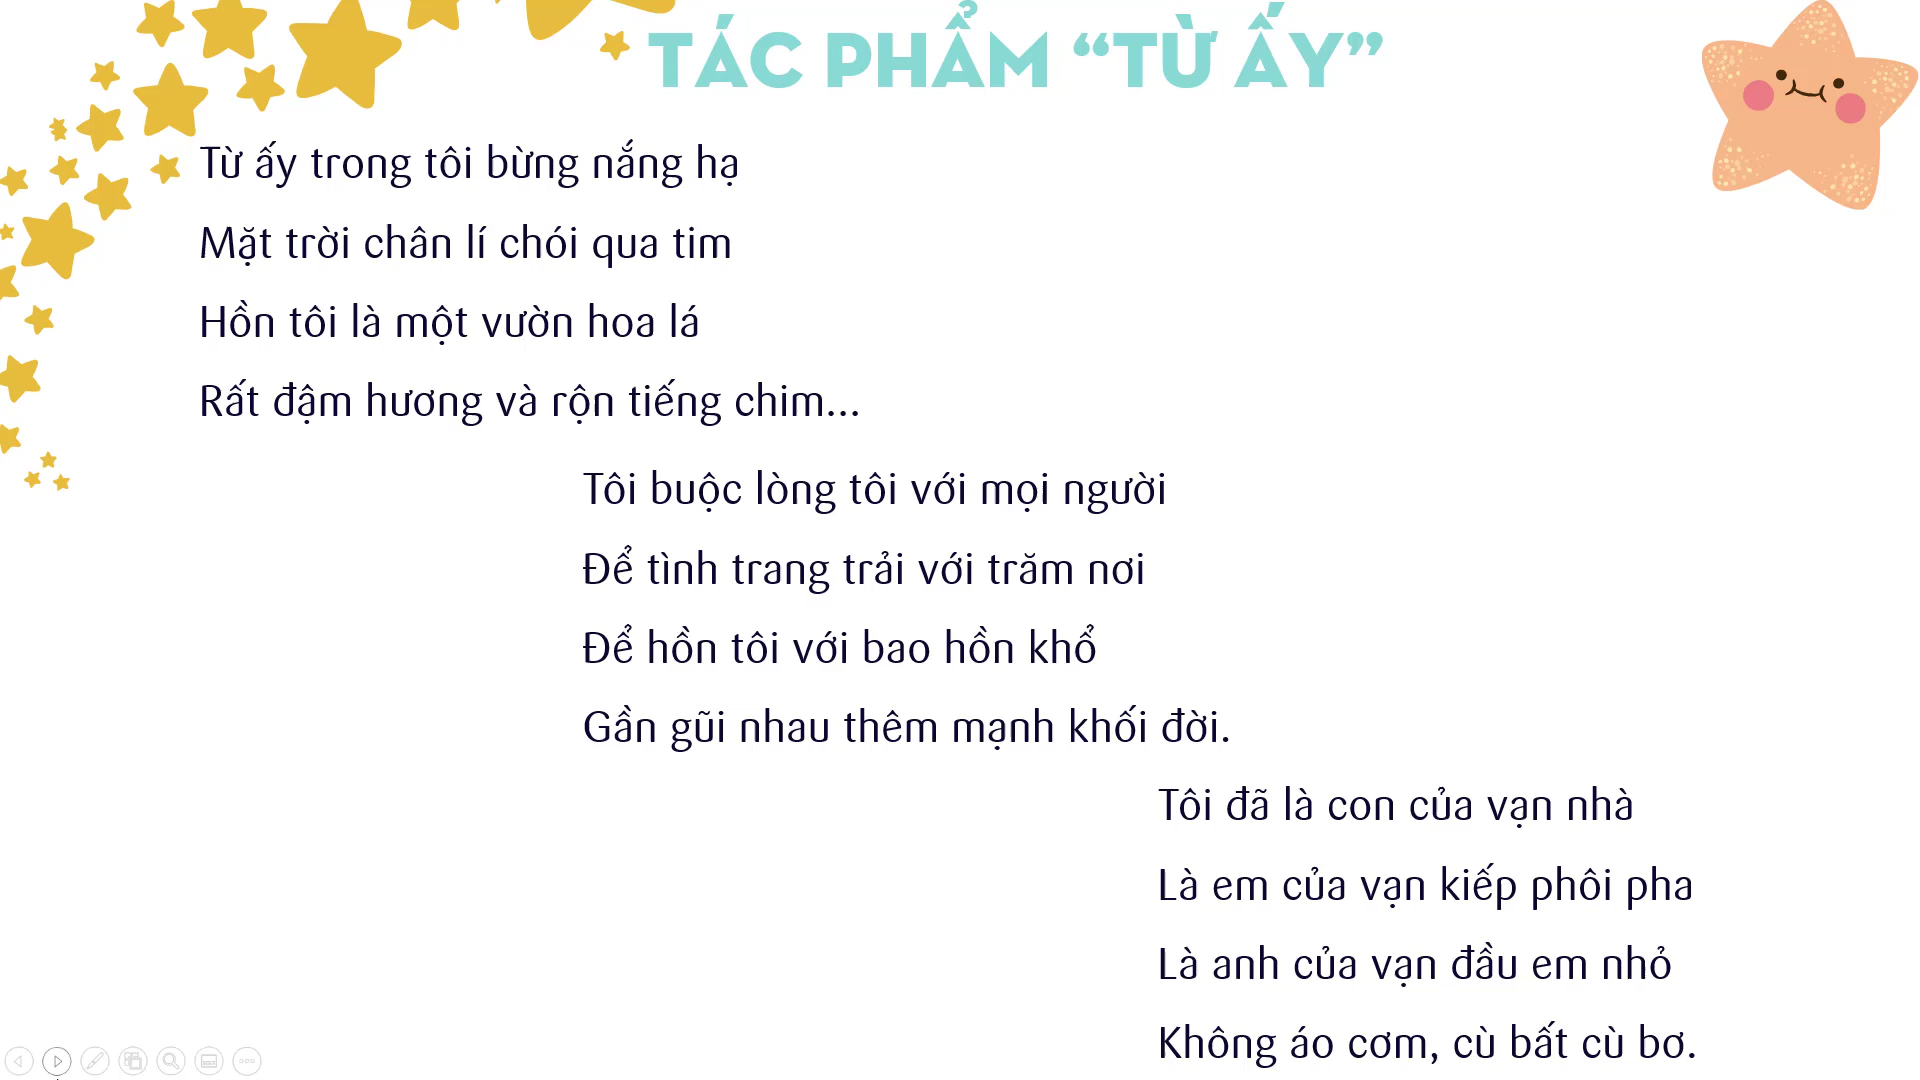 TÁC PHẨM “TỪ ẤY”
Từ ấy trong tôi bừng nắng hạ
Mặt trời chân lí chói qua tim
Hồn tôi là một vườn hoa lá
Rất đậm hương và rộn tiếng chim...
Tôi buộc lòng tôi với mọi người
Để tình trang trải với trăm nơi
Để hồn tôi với bao hồn khổ
Gần gũi nhau thêm mạnh khối đời.
Tôi đã là con của vạn nhà
Là em của vạn kiếp phôi pha
Là anh của vạn đầu em nhỏ
Không áo cơm, cù bất cù bơ.